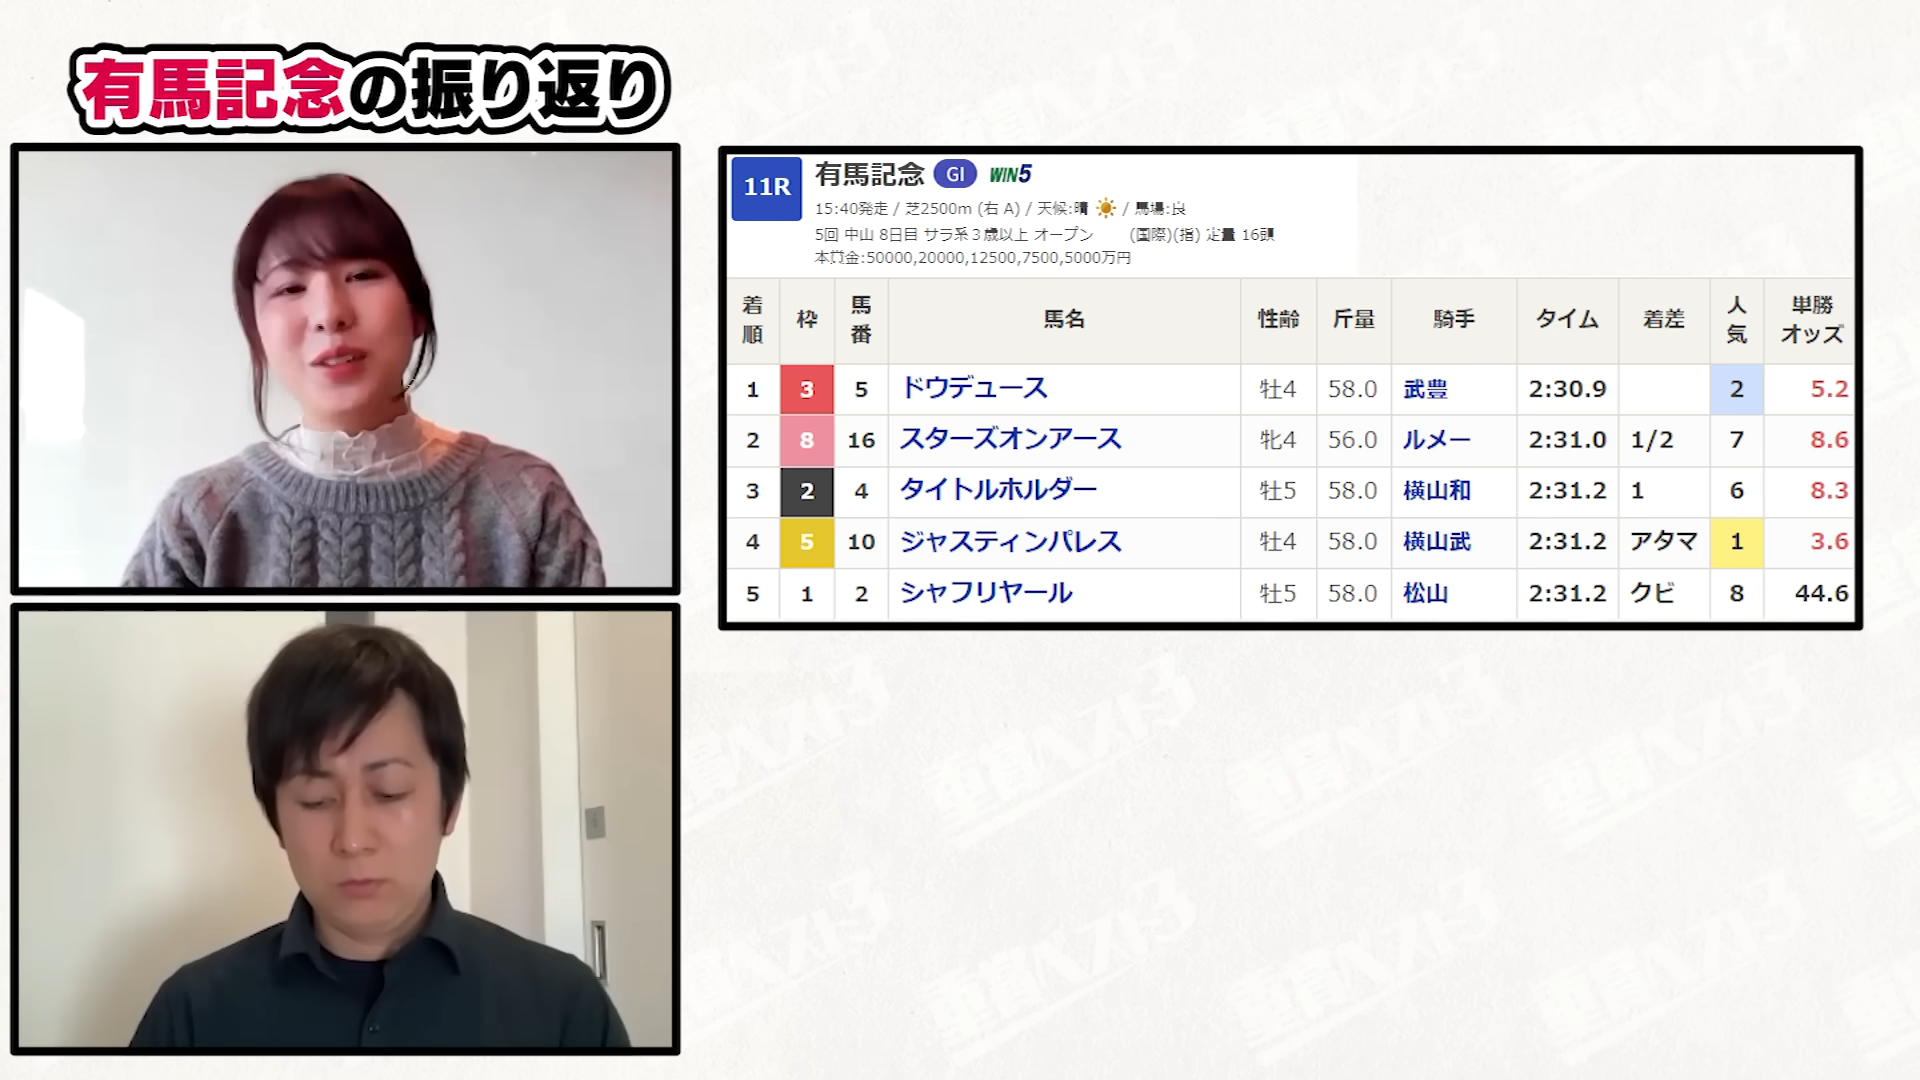 有馬記念の振り返り
11R 有馬記念 GI WIN5
15:40発走 / 芝2500m (右 A) / 天候:晴 / 馬場:良
5回 中山 8日目 サラ系3歳以上 オープン (国際)(指) 定量 16頭
本賞金:50000,20000,12500,7500,5000万円
着順 枠 馬番 馬名 性齢 斤量 騎手 タイム 着差 人気 単勝オッズ
1 3 5 ドウデュース 牡4 58.0 武豊 2:30.9 2 5.2
2 8 16 スターズオンアース 牝4 56.0 ルメー 2:31.0 1/2 7 8.6
3 2 4 タイトルホルダー 牡5 58.0 横山和 2:31.2 1 6 8.3
4 5 10 ジャスティンパレス 牡4 58.0 横山武 2:31.2 アタマ 1 3.6
5 1 2 シャフリヤール 牡5 58.0 松山 2:31.2 クビ 8 44.6